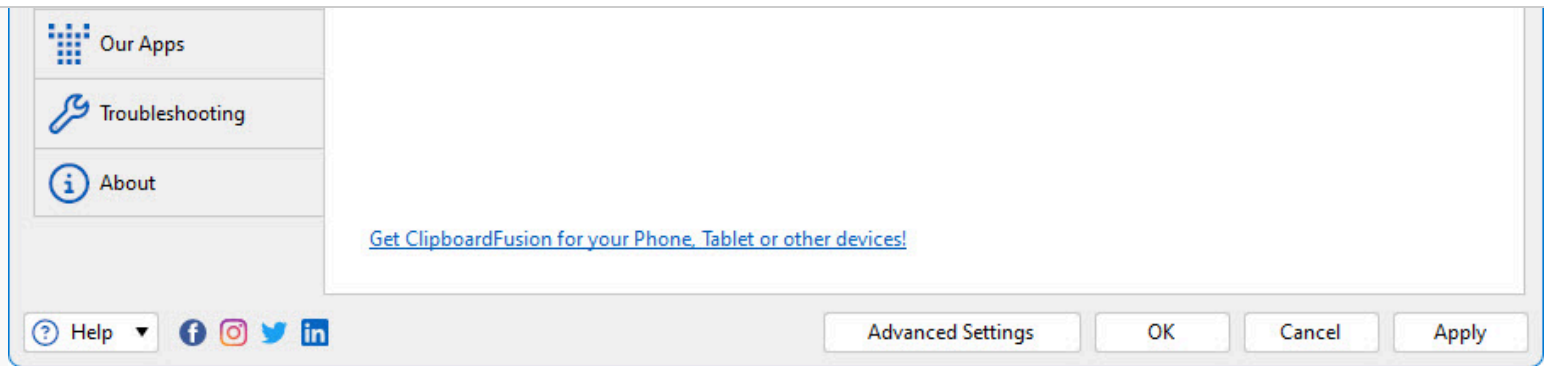 Our Apps
Troubleshooting
About
Get ClipboardFusion for your Phone, Tablet or other devices!
? Help f in Advanced Settings OK Cancel Apply